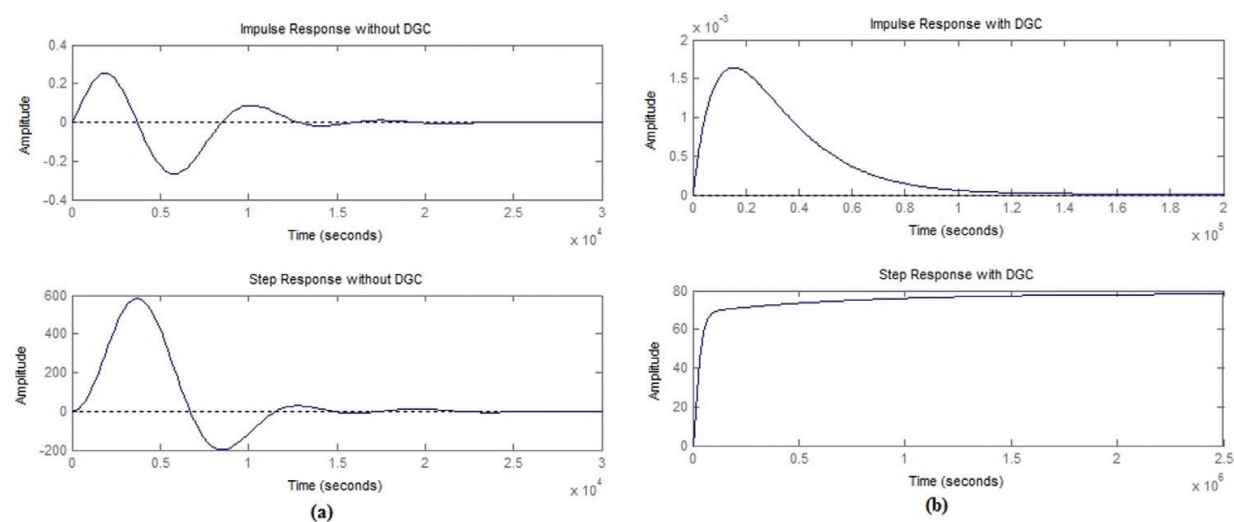 Impulse Response without DGC
0.4
0.2
0
-0.2
-0.4
Amplitude
0 0.5 1 1.5 2 2.5 3
x 10^4
Time (seconds)
Step Response without DGC
600
400
200
0
-200
Amplitude
0 0.5 1 1.5 2 2.5 3
x 10^4
Time (seconds)
(a)
Impulse Response with DGC
x 10^-3
2
1.5
1
0.5
0
Amplitude
0 0.2 0.4 0.6 0.8 1 1.2 1.4 1.6 1.8 2
x 10^5
Time (seconds)
Step Response with DGC
80
60
40
20
0
Amplitude
0 0.5 1 1.5 2 2.5
x 10^6
Time (seconds)
(b)